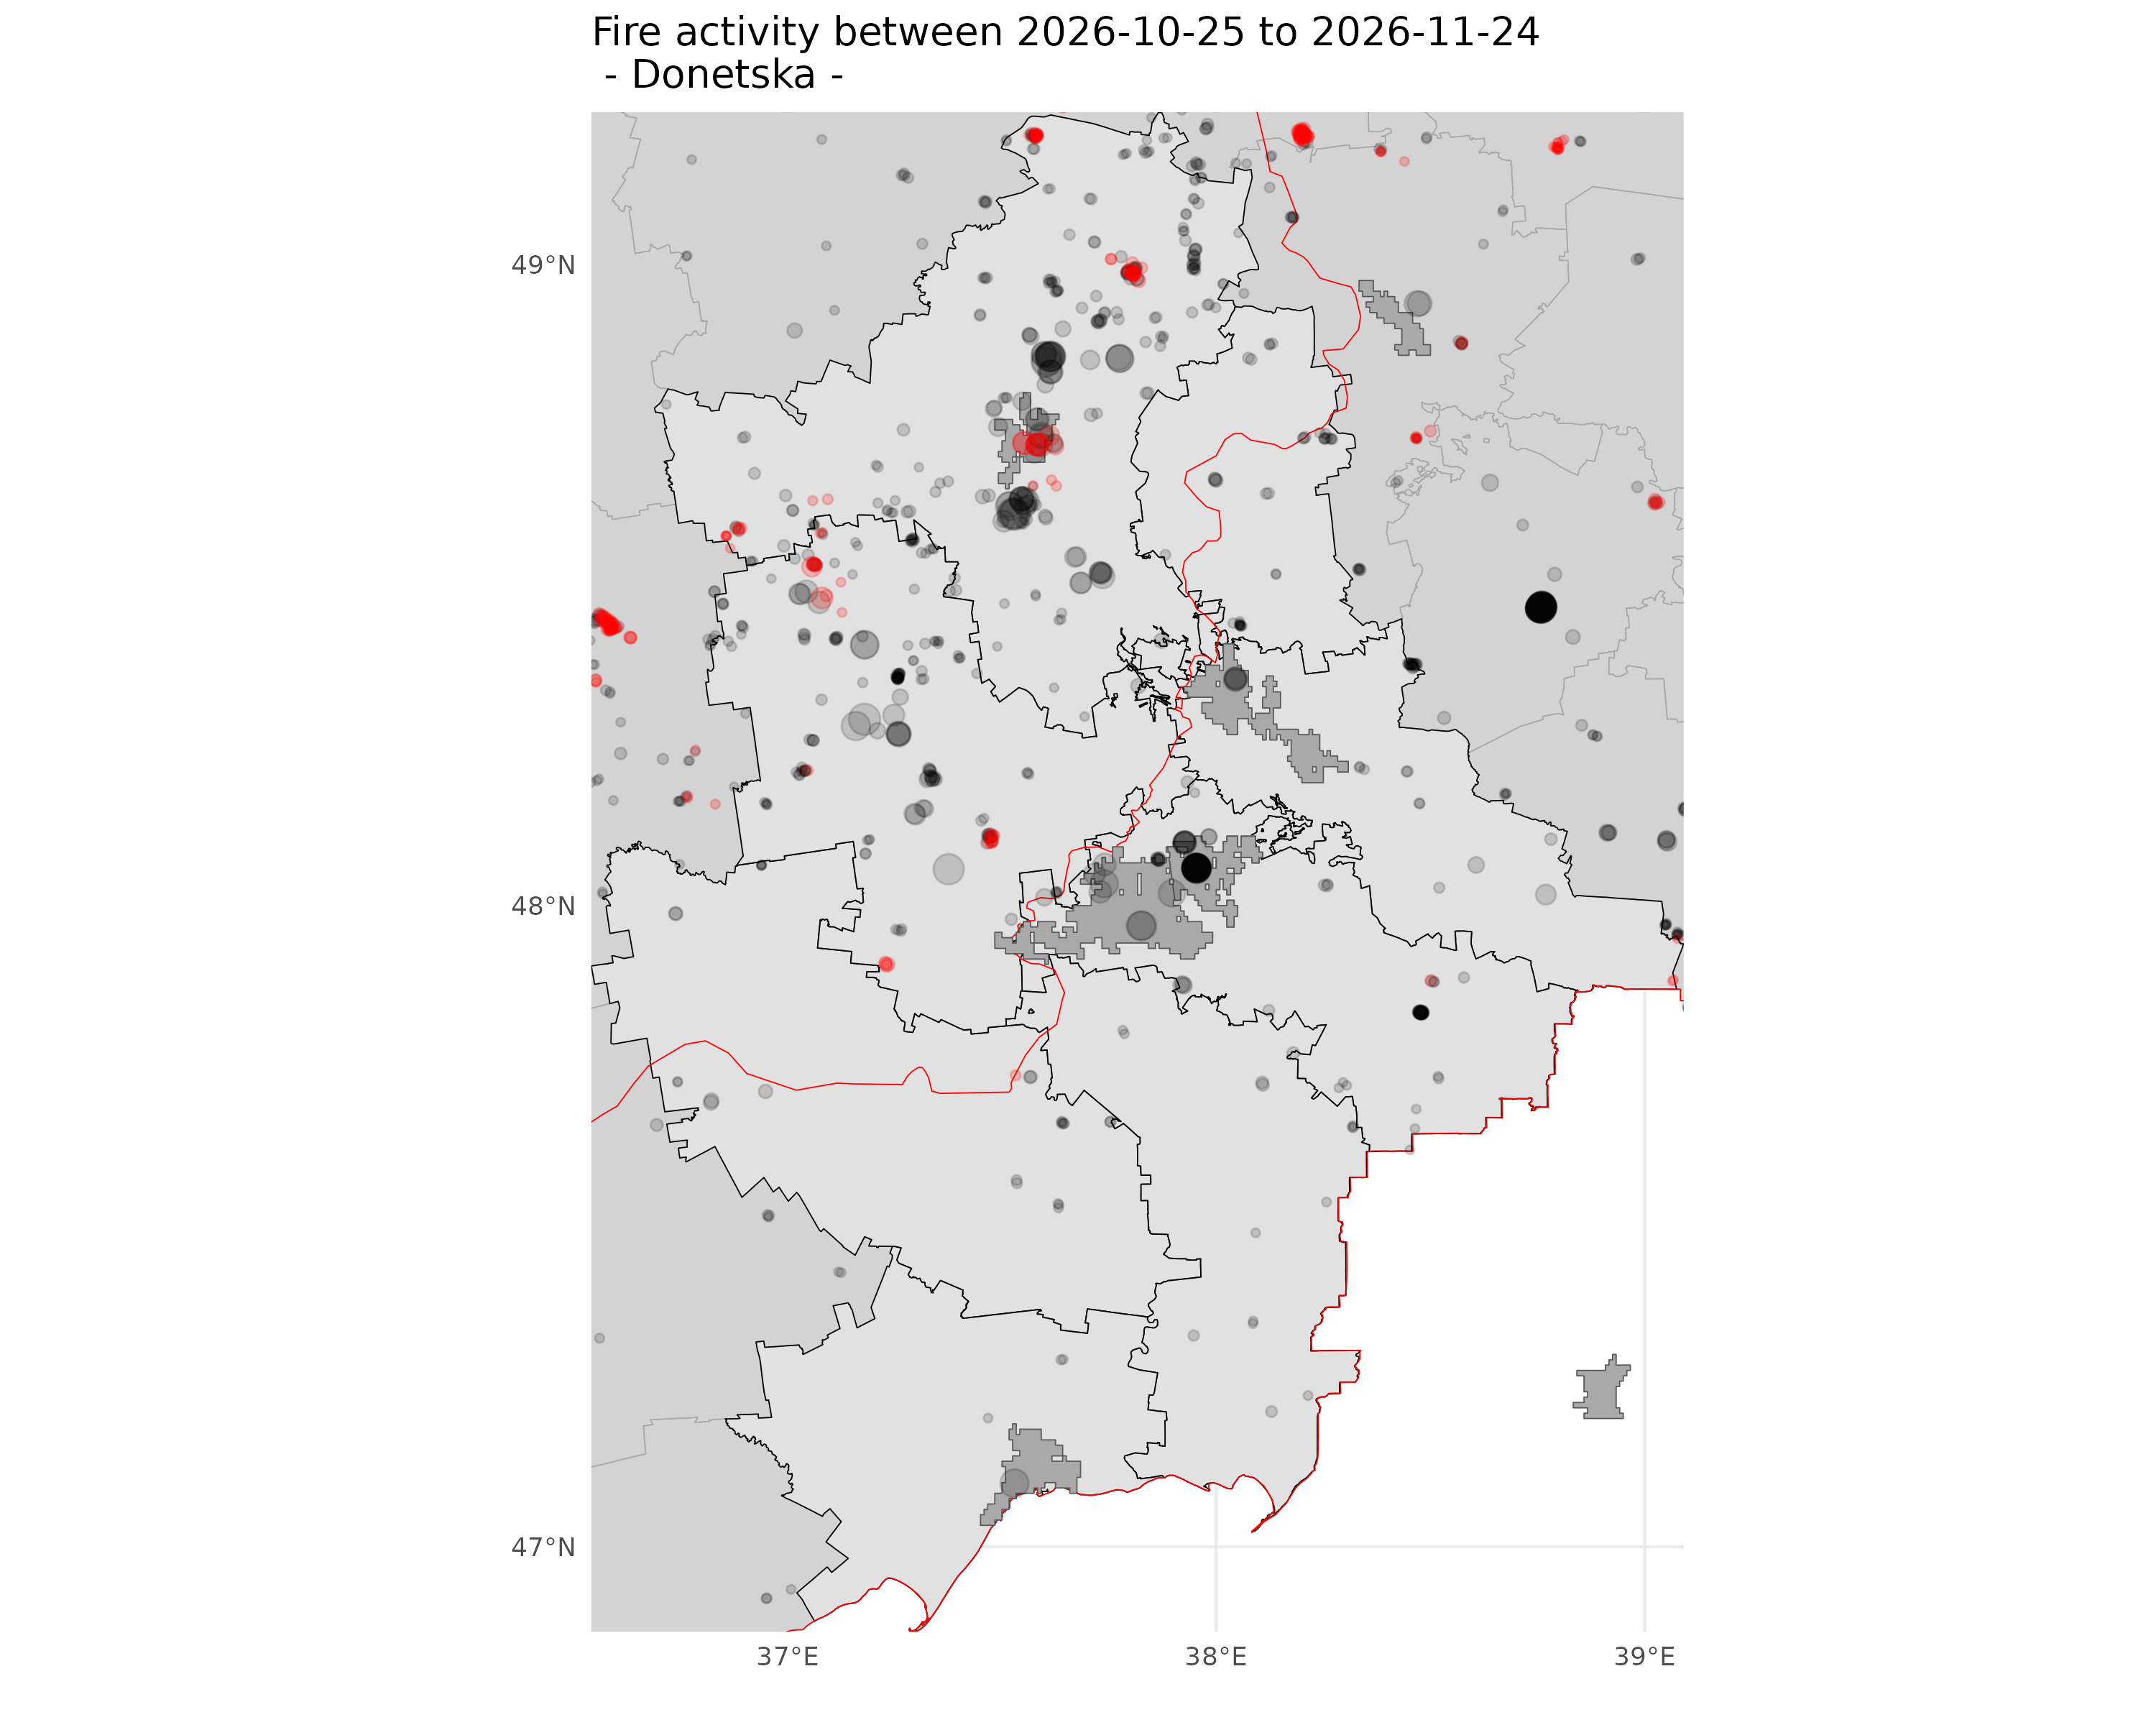 Fire activity between 2026-10-25 to 2026-11-24
- Donetska -
49°N
48°N
47°N
37°E
38°E
39°E